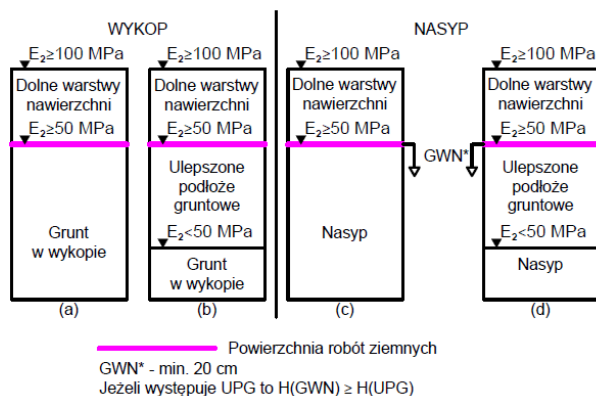 WYKOP NASYP
E₂≥100 MPa E₂≥100 MPa E₂≥100 MPa E₂≥100 MPa
Dolne warstwy Dolne warstwy Dolne warstwy Dolne warstwy
nawierzchni nawierzchni nawierzchni nawierzchni
E₂≥50 MPa E₂≥50 MPa E₂≥50 MPa E₂≥50 MPa
GWN*
Ulepszone Ulepszone
podłoże podłoże
gruntowe gruntowe
Grunt Nasyp
w wykopie
E₂<50 MPa E₂<50 MPa
Grunt Nasyp
w wykopie
(a) (b) (c) (d)
Powierzchnia robót ziemnych
GWN* - min. 20 cm
Jeżeli występuje UPG to H(GWN) ≥ H(UPG)